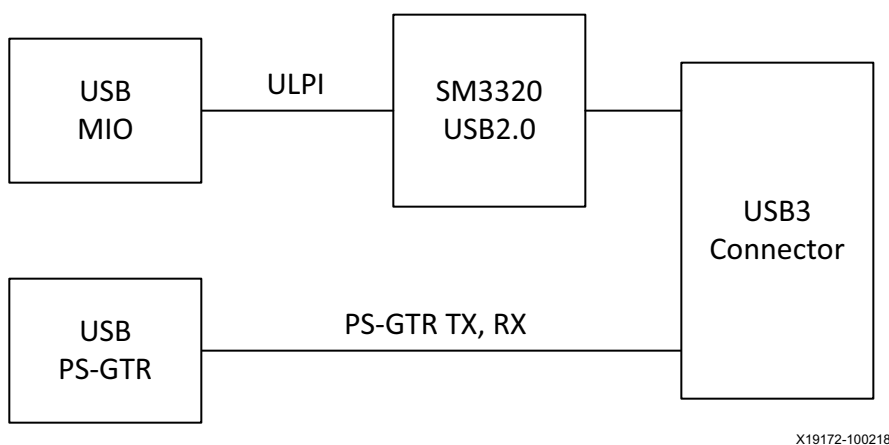 USB
MIO
ULPI
SM3320
USB2.0
USB3
Connector
USB
PS-GTR
PS-GTR TX, RX
X19172-100218